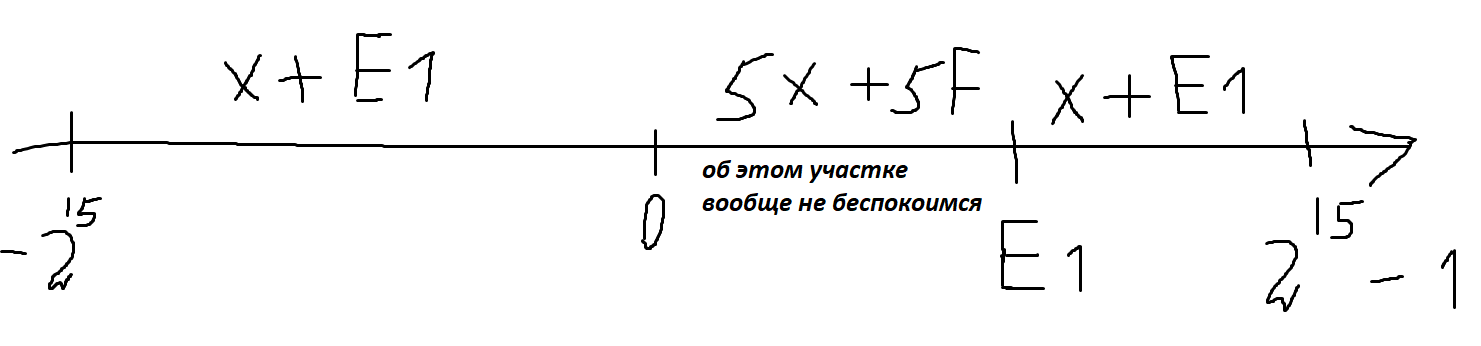 x + E1
5x + 5F
x + E1
об этом участке
вообще не беспокоимся
-2^15
0
E1
2^15 - 1